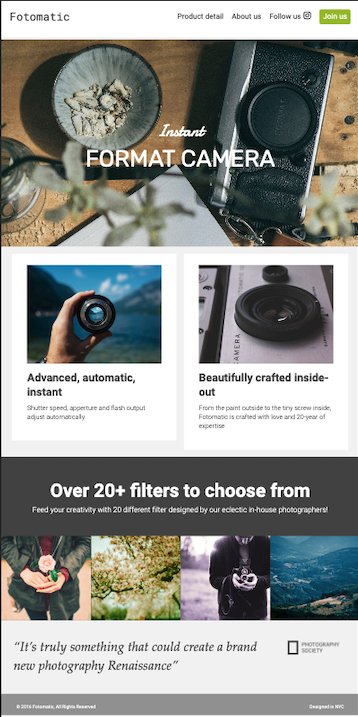 Fotomatic
Product detail About us Follow us Join us
Instant
FORMAT CAMERA
Advanced, automatic,
instant
Shutter speed, apperture and flash output
adjust automatically
CAMERA
Beautifully crafted inside-
out
From the paint outside to the tiny screw inside,
Fotomatic is crafted with love and 20-year of
expertise
Over 20+ filters to choose from
Feed your creativity with 20 different filter designed by our eclectic in-house photographers!
“It’s truly something that could create a brand
new photography Renaissance”
PHOTOGRAPHY
SOCIETY
© 2016 Fotomatic, All Rights Reserved
Designed in NYC